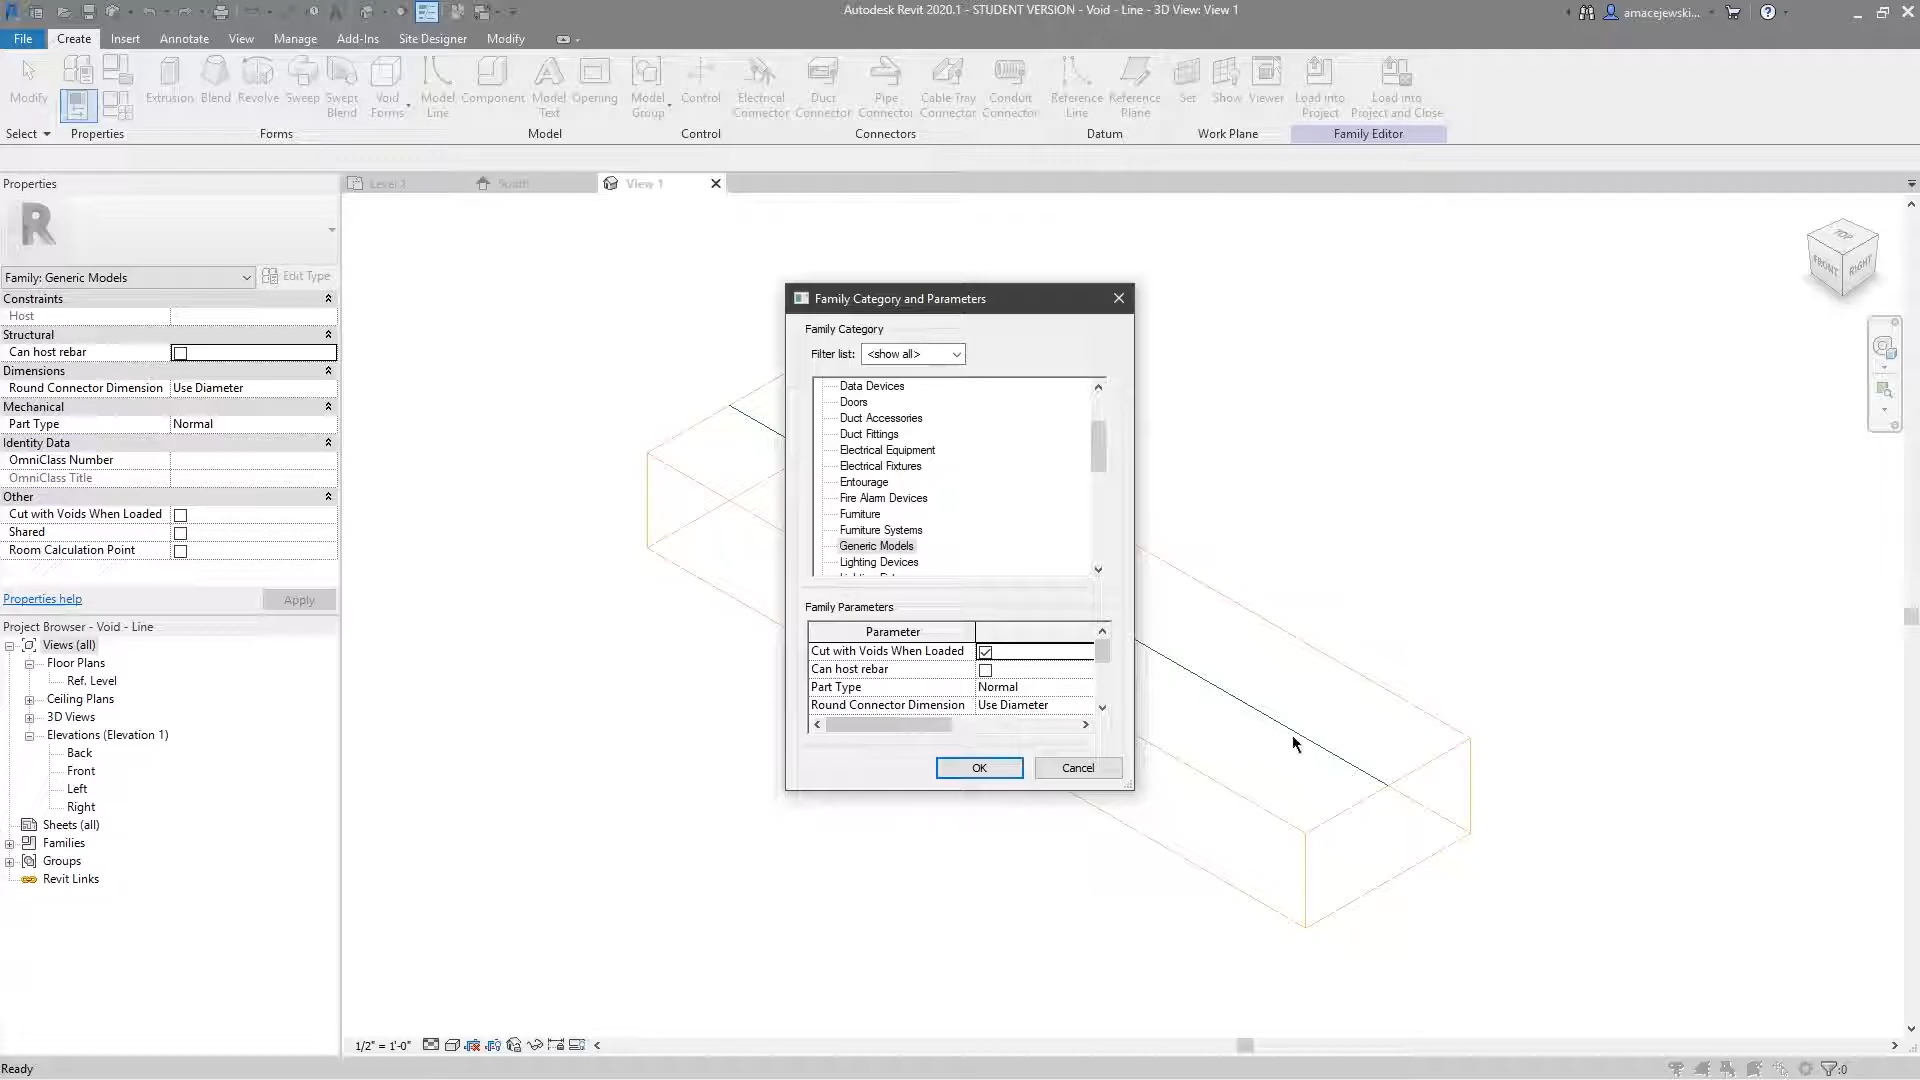 Autodesk Revit 2020.1 - STUDENT VERSION - Void - Line - 3D View: View 1
amacejewski...
File Create Insert Annotate View Manage Add-Ins Site Designer Modify
Modify Extrusion Blend Revolve Sweep Swept Blend Void Forms Model Line Component Model Text Opening Model Group Control Electrical Connector Duct Connector Pipe Connector Cable Tray Connector Conduit Connector Reference Line Reference Plane Set Show Viewer Load into Project Load into Project and Close
Select Properties Forms Model Control Connectors Datum Work Plane Family Editor
Properties
Level 1 South View 1
R
Family: Generic Models Edit Type
Constraints
Host
Structural
Can host rebar
Dimensions
Round Connector Dimension Use Diameter
Mechanical
Part Type Normal
Identity Data
OmniClass Number
OmniClass Title
Other
Cut with Voids When Loaded
Shared
Room Calculation Point
Properties help Apply
Project Browser - Void - Line
Views (all)
Floor Plans
Ref. Level
Ceiling Plans
3D Views
Elevations (Elevation 1)
Back
Front
Left
Right
Sheets (all)
Families
Groups
Revit Links
Family Category and Parameters
Family Category
Filter list: <show all>
Data Devices
Doors
Duct Accessories
Duct Fittings
Electrical Equipment
Electrical Fixtures
Entourage
Fire Alarm Devices
Furniture
Furniture Systems
Generic Models
Lighting Devices
Family Parameters
Parameter
Cut with Voids When Loaded
Can host rebar
Part Type Normal
Round Connector Dimension Use Diameter
OK Cancel
TOP
FRONT RIGHT
1/2" = 1'-0"
Ready
:0